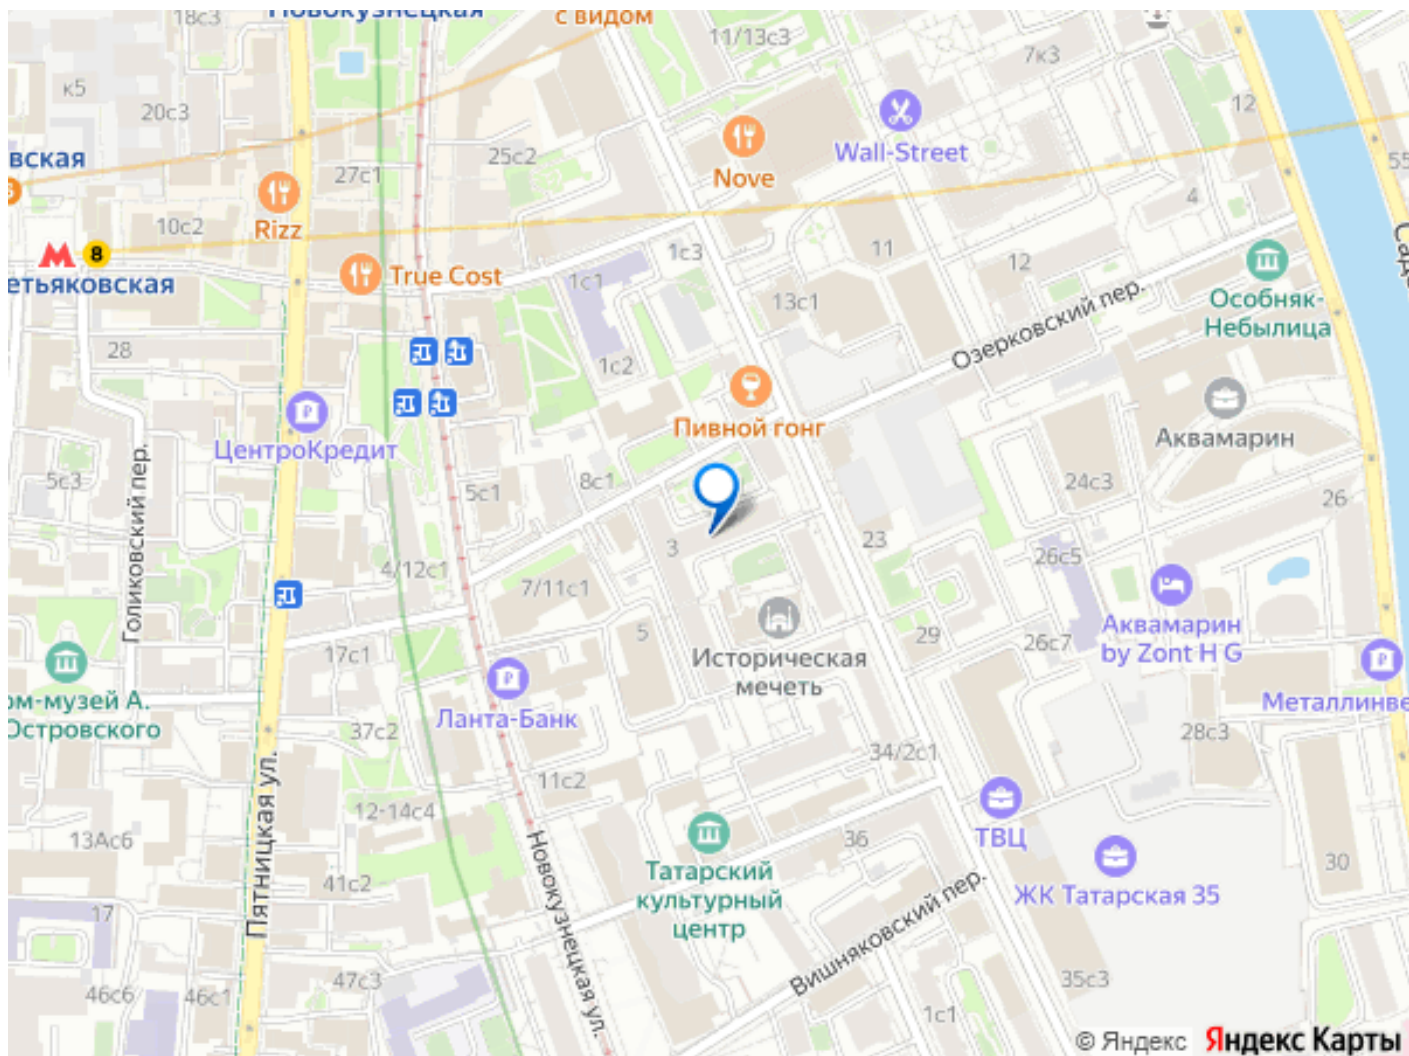 18с3
Новокузнецкая
с видом
11/13с3
7к3
к5
20с3
12
25с2
Wall-Street
вская
27с1
Nove
55
10с2
4
Rizz
М
8
1с3
11
12
етьяковская
True Cost
1с1
13с1
Озерковский пер.
Особняк-
Небылица
28
1с2
Пивной гонг
Аквамарин
ЦентроКредит
5с3
5с1
8с1
24с3
26
Голиковский пер.
3
23
26с5
4/12с1
7/11с1
Аквамарин
by Zont H G
17с1
5
Историческая
мечеть
29
26с7
ом-музей А.
Островского
Ланта-Банк
Металлинве
37с2
34/2с1
28с3
Пятницкая ул.
11с2
12-14с4
13Ас6
ТВЦ
36
30
Новокузнецкая ул.
Татарский
культурный
центр
ЖК Татарская 35
41с2
17
Вишняковский пер.
47с3
46с6
46с1
35с3
1с1
© Яндекс Яндекс Карты